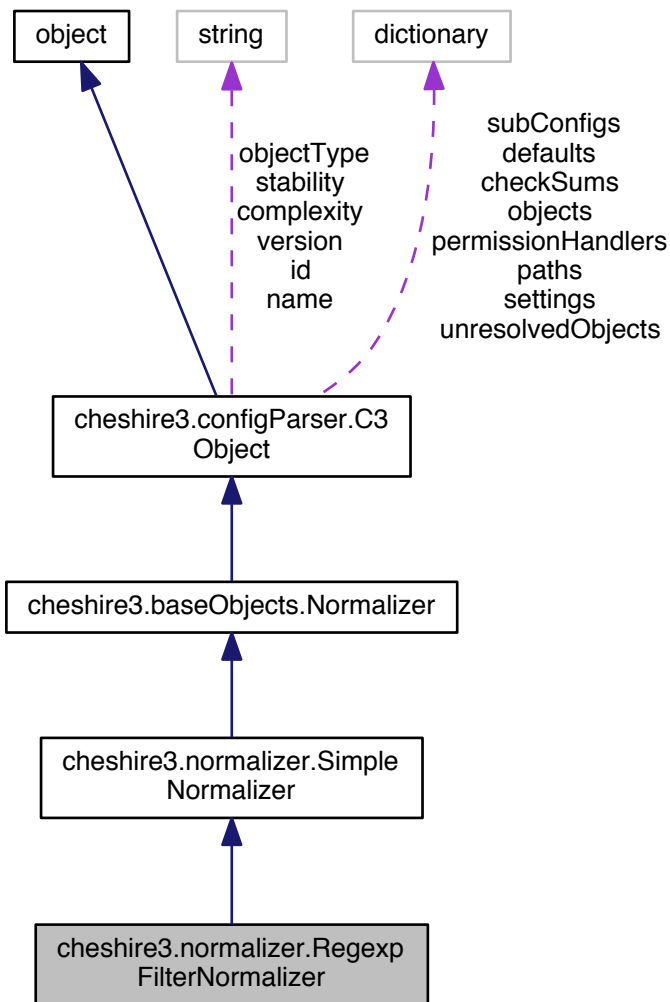 object
string
dictionary
objectType
stability
complexity
version
id
name
subConfigs
defaults
checkSums
objects
permissionHandlers
paths
settings
unresolvedObjects
cheshire3.configParser.C3
Object
cheshire3.baseObjects.Normalizer
cheshire3.normalizer.Simple
Normalizer
cheshire3.normalizer.Regexp
FilterNormalizer